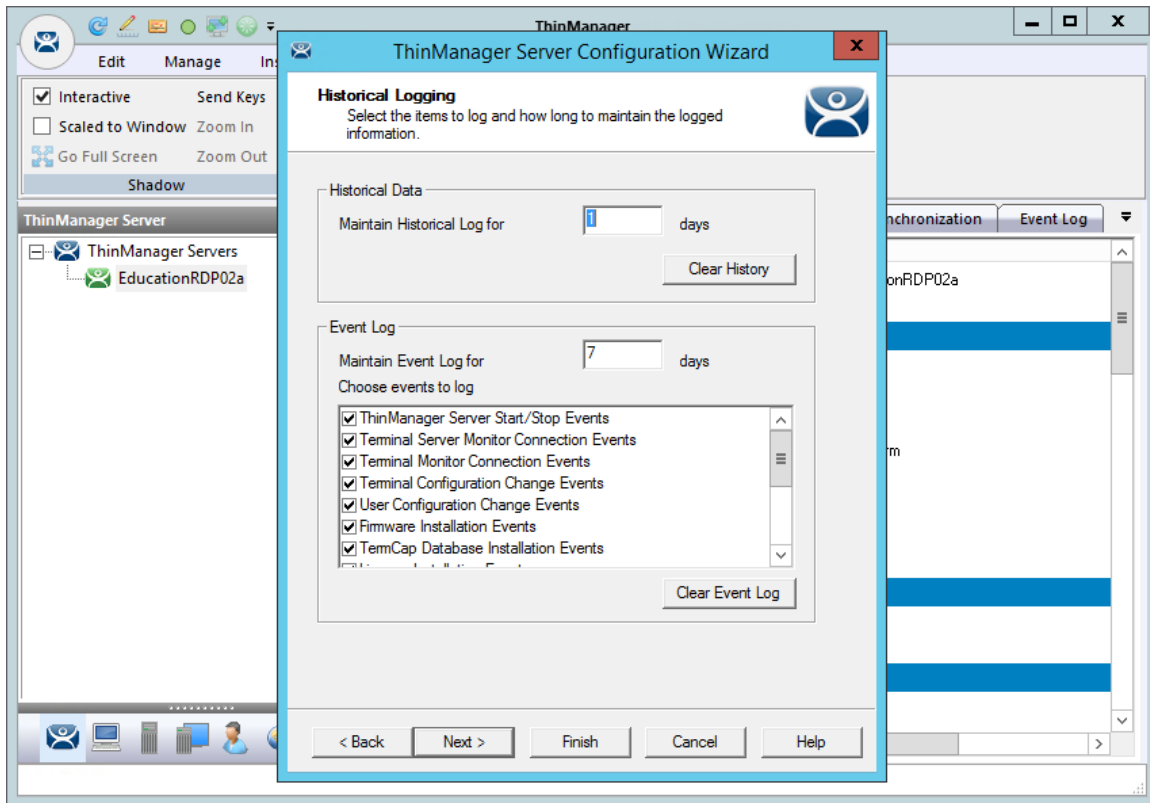 ThinManager
Edit Manage
Interactive Send Keys
Scaled to Window Zoom In
Go Full Screen Zoom Out
Shadow
ThinManager Server
ThinManager Servers
EducationRDP02a
ThinManager Server Configuration Wizard
Historical Logging
Select the items to log and how long to maintain the logged
information.
Historical Data
Maintain Historical Log for 1 days
Clear History
Event Log
Maintain Event Log for 7 days
Choose events to log
ThinManager Server Start/Stop Events
Terminal Server Monitor Connection Events
Terminal Monitor Connection Events
Terminal Configuration Change Events
User Configuration Change Events
Firmware Installation Events
TermCap Database Installation Events
Clear Event Log
< Back Next > Finish Cancel Help
nchronization Event Log
onRDP02a
rm